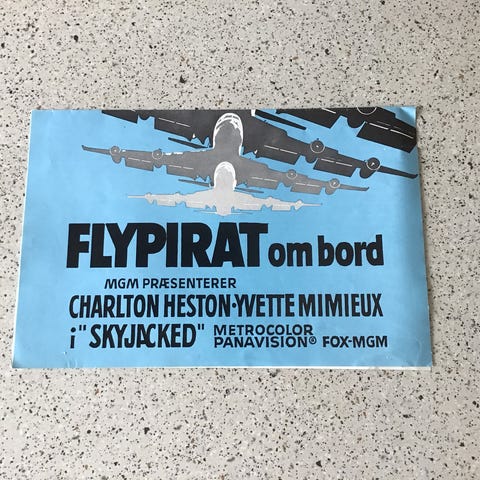 FLYPIRAT om bord
MGM PRÆSENTERER
CHARLTON HESTON·YVETTE MIMIEUX
i "SKYJACKED" METROCOLOR
PANAVISION® FOX-MGM